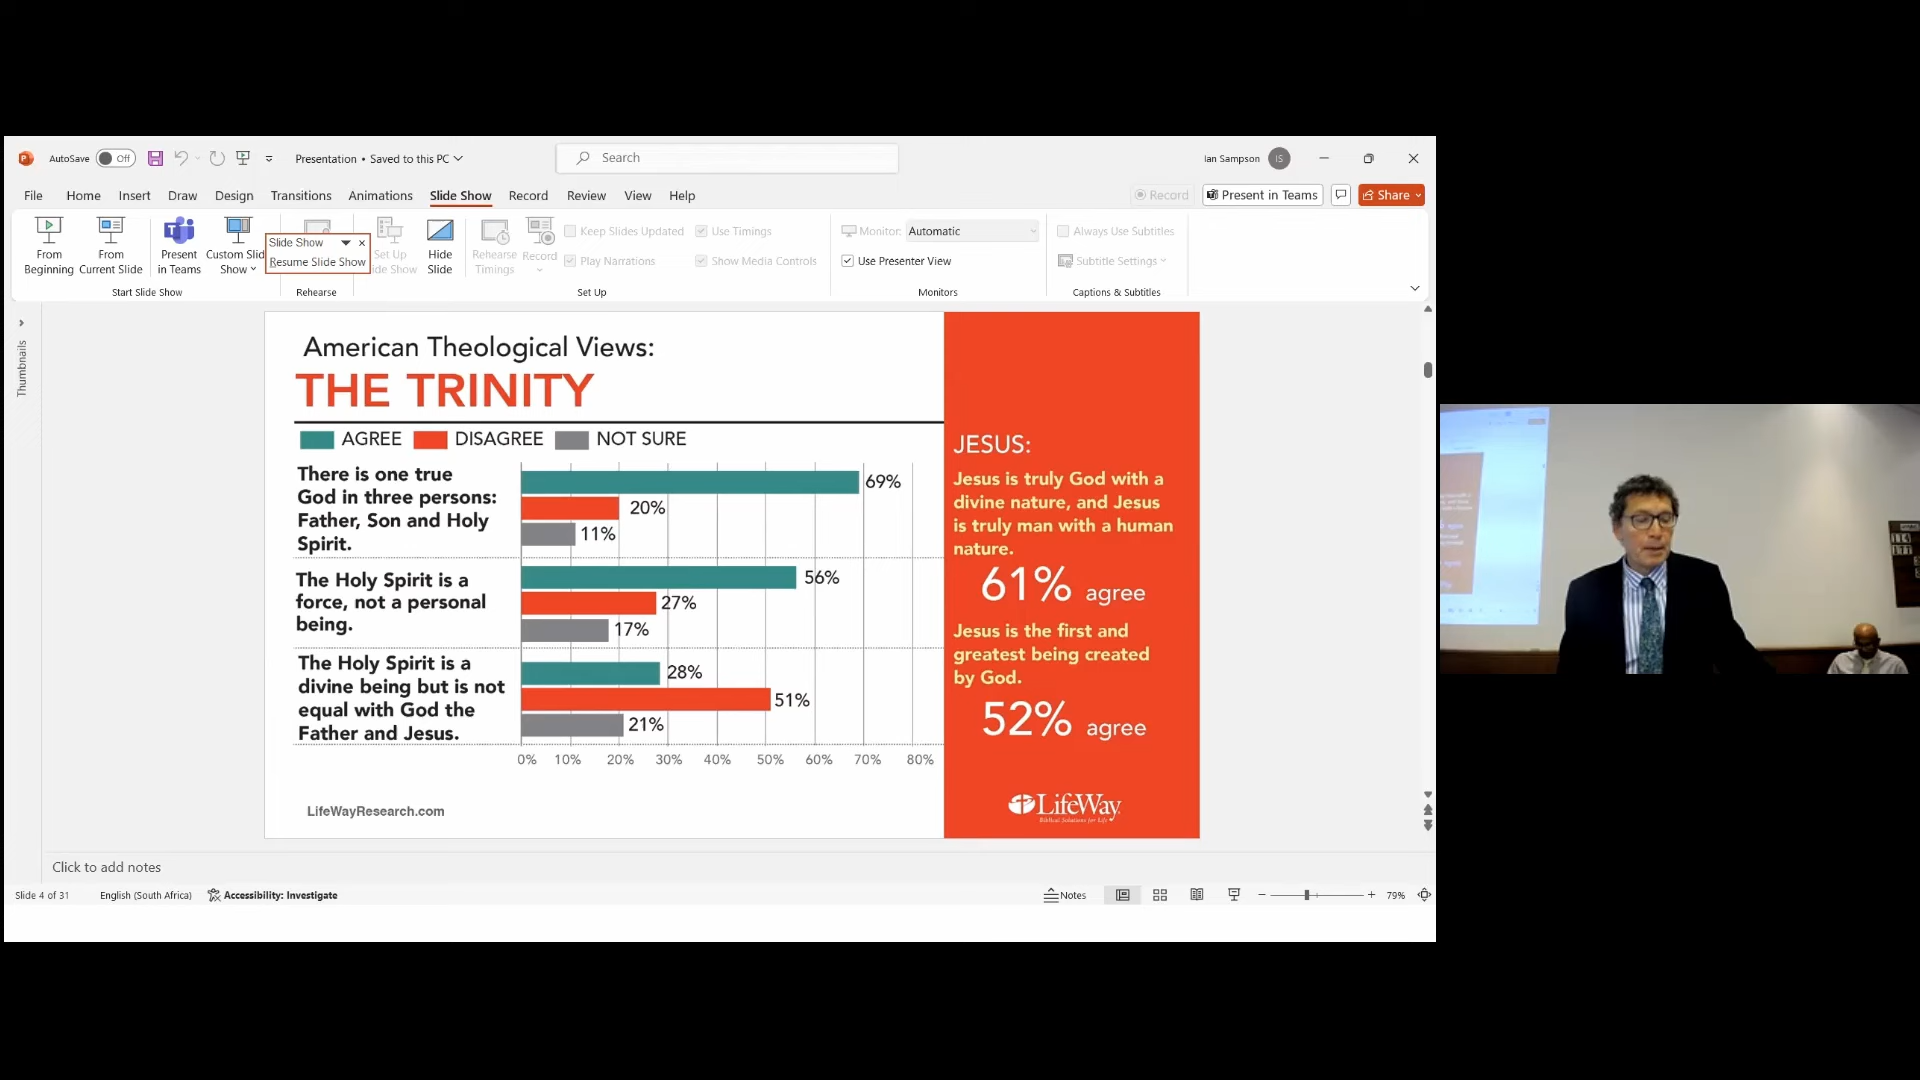 AutoSave Off
Presentation • Saved to this PC
Search
Ian Sampson IS
File Home Insert Draw Design Transitions Animations Slide Show Record Review View Help
Record Present in Teams Share
From Beginning
From Current Slide
Present in Teams
Custom Slid Show
Slide Show
Resume Slide Show
Set Up
ide Show
Hide Slide
Rehearse Timings
Record
Keep Slides Updated
Play Narrations
Use Timings
Show Media Controls
Monitor: Automatic
Use Presenter View
Always Use Subtitles
Subtitle Settings
Start Slide Show Rehearse Set Up Monitors Captions & Subtitles
Thumbnails
American Theological Views:
THE TRINITY
AGREE DISAGREE NOT SURE
There is one true
God in three persons:
Father, Son and Holy
Spirit.
69%
20%
11%
The Holy Spirit is a
force, not a personal
being.
56%
27%
17%
The Holy Spirit is a
divine being but is not
equal with God the
Father and Jesus.
28%
51%
21%
0% 10% 20% 30% 40% 50% 60% 70% 80%
LifeWayResearch.com
JESUS:
Jesus is truly God with a
divine nature, and Jesus
is truly man with a human
nature.
61% agree
Jesus is the first and
greatest being created
by God.
52% agree
LifeWay
Biblical Solutions for Life
Click to add notes
Slide 4 of 31 English (South Africa) Accessibility: Investigate
Notes 79%